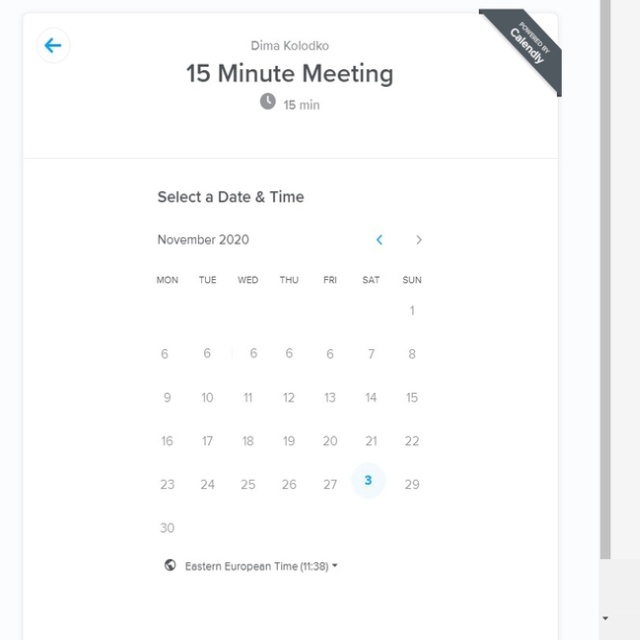 POWERED BY
Calendly
Dima Kolodko
15 Minute Meeting
15 min
Select a Date & Time
November 2020
MON TUE WED THU FRI SAT SUN
1
6 6 6 6 6 7 8
9 10 11 12 13 14 15
16 17 18 19 20 21 22
23 24 25 26 27 3 29
30
Eastern European Time (11:38)